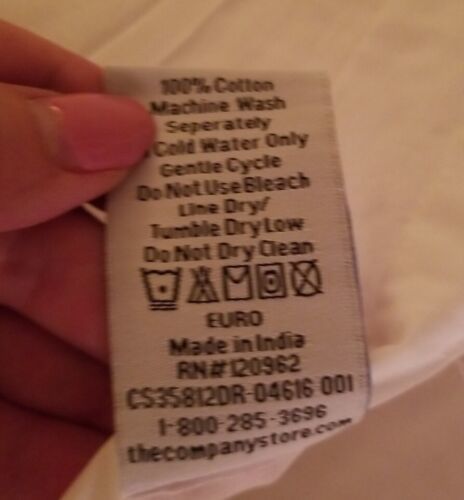 100% Cotton
Machine Wash
Seperately
Cold Water Only
Gentle Cycle
Do Not Use Bleach
Line Dry/
Tumble Dry Low
Do Not Dry Clean
EURO
Made in India
RN#120962
CS35812DR-04616 001
1-800-285-3696
thecompanystore.com